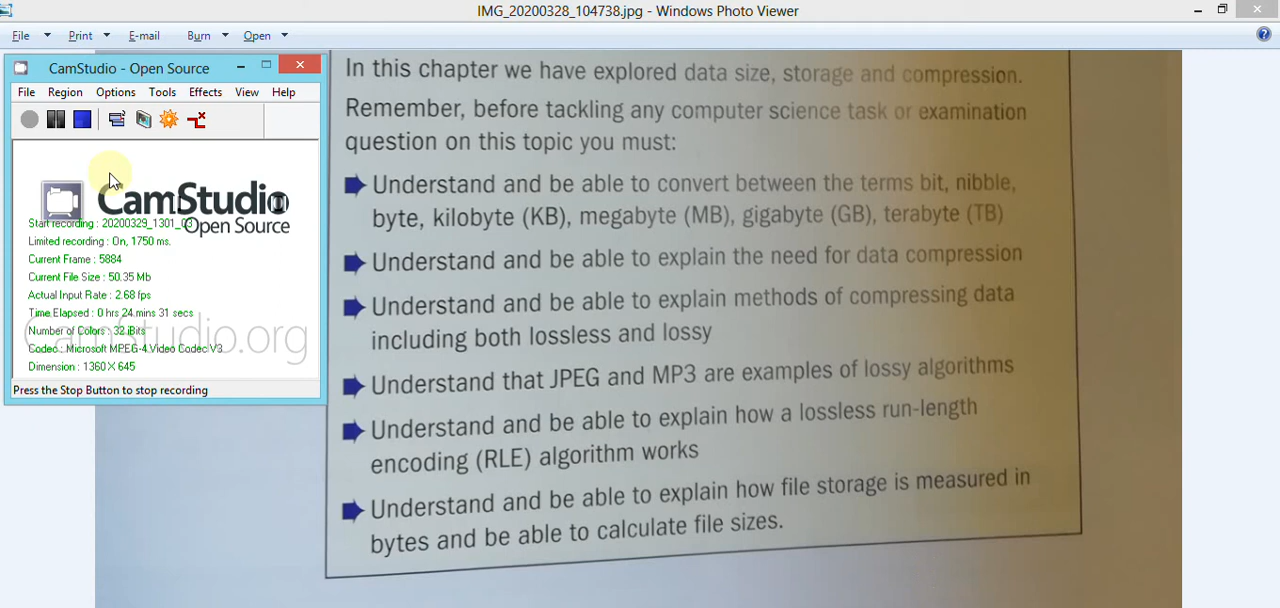 IMG_20200328_104738.jpg - Windows Photo Viewer
File Print E-mail Burn Open
CamStudio - Open Source
File Region Options Tools Effects View Help
CamStudio
Open Source
Start recording : 20200329_1301_03
Limited recording : On, 1750 ms.
Current Frame : 5884
Current File Size : 50.35 Mb
Actual Input Rate : 2.68 fps
Time Elapsed : 0 hrs 24 mins 31 secs
Number of Colors : 32 iBits
Codec : Microsoft MPEG-4 Video Codec V3
Dimension : 1360X645
CamStudio.org
Press the Stop Button to stop recording
In this chapter we have explored data size, storage and compression.
Remember, before tackling any computer science task or examination
question on this topic you must:
Understand and be able to convert between the terms bit, nibble,
byte, kilobyte (KB), megabyte (MB), gigabyte (GB), terabyte (TB)
Understand and be able to explain the need for data compression
Understand and be able to explain methods of compressing data
including both lossless and lossy
Understand that JPEG and MP3 are examples of lossy algorithms
Understand and be able to explain how a lossless run-length
encoding (RLE) algorithm works
Understand and be able to explain how file storage is measured in
bytes and be able to calculate file sizes.